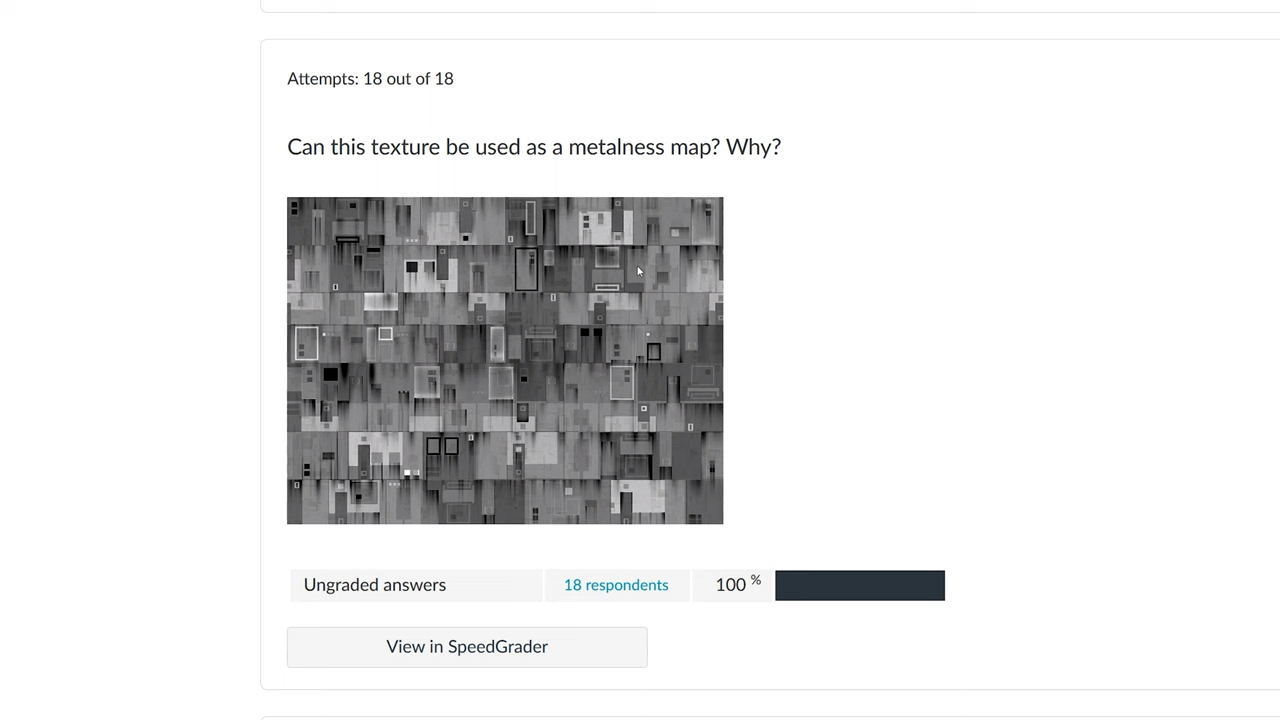 Attempts: 18 out of 18
Can this texture be used as a metalness map? Why?
Ungraded answers 18 respondents 100 %
View in SpeedGrader